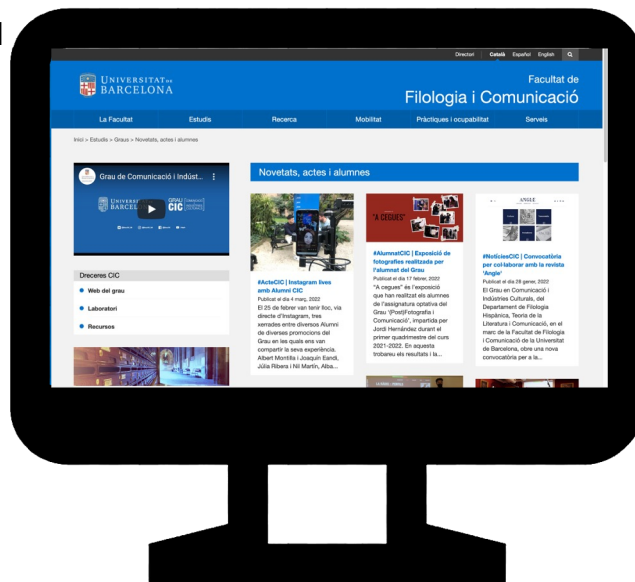 Directori Català Español English
UNIVERSITAT DE
BARCELONA
Facultat de
Filologia i Comunicació
La Facultat Estudis Recerca Mobilitat Pràctiques i ocupabilitat Serveis
Inici > Estudis > Graus > Novetats, actes i alumnes
Grau de Comunicació i Indúst...
Dreceres CIC
Web del grau
Laboratori
Recursos
Novetats, actes i alumnes
#ActeCIC | Instagram lives
amb Alumni CIC
Publicat el dia 4 març, 2022
El 25 de febrer van tenir lloc, via
directe d'Instagram, tres
xerrades entre diversos Alumni
de diverses promocions del
Grau en les quals ens van
compartir la seva experiència.
Albert Montilla i Joaquín Eandi,
Júlia Ribera i Nil Martín, Alba...
"A CEGUES"
#AlumnatCIC | Exposició de
fotografies realitzada per
l'alumnat del Grau
Publicat el dia 17 febrer, 2022
"A cegues" és l'exposició
que han realitzat els alumnes
de l'assignatura optativa del
Grau '(Post)Fotografia i
Comunicació', impartida per
Jordi Hernández durant el
primer quadrimestre del curs
2021-2022. En aquesta
trobareu els resultats i la...
ANGLE
#NotíciesCIC | Convocatòria
per col·laborar amb la revista
'Angle'
Publicat el dia 28 gener, 2022
El Grau en Comunicació i
Indústries Culturals, del
Departament de Filologia
Hispànica, Teoria de la
Literatura i Comunicació, en el
marc de la Facultat de Filologia
i Comunicació de la Universitat
de Barcelona, obre una nova
convocatòria per a la...